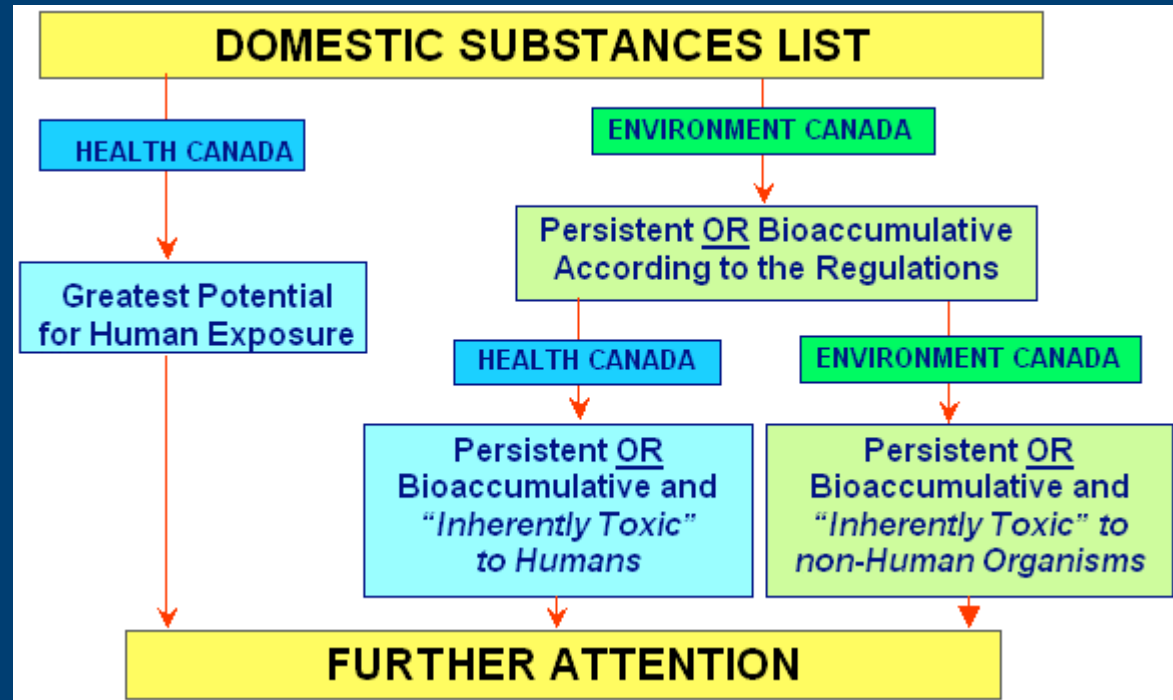 DOMESTIC SUBSTANCES LIST
HEALTH CANADA
ENVIRONMENT CANADA
Greatest Potential
for Human Exposure
Persistent OR Bioaccumulative
According to the Regulations
HEALTH CANADA
ENVIRONMENT CANADA
Persistent OR
Bioaccumulative and
“Inherently Toxic”
to Humans
Persistent OR
Bioaccumulative and
“Inherently Toxic” to
non-Human Organisms
FURTHER ATTENTION